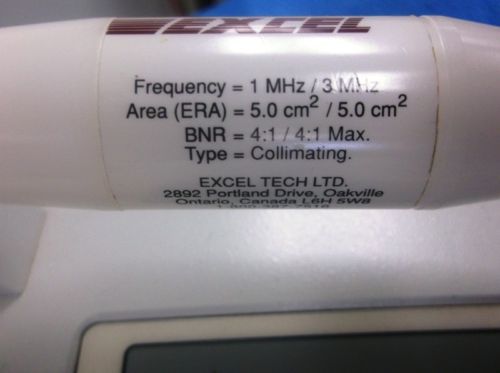 EXCEL
Frequency = 1 MHz / 3 MHz
Area (ERA) = 5.0 cm² / 5.0 cm²
BNR = 4:1 / 4:1 Max.
Type = Collimating.
EXCEL TECH LTD.
2892 Portland Drive, Oakville
Ontario, Canada L6H 5W8